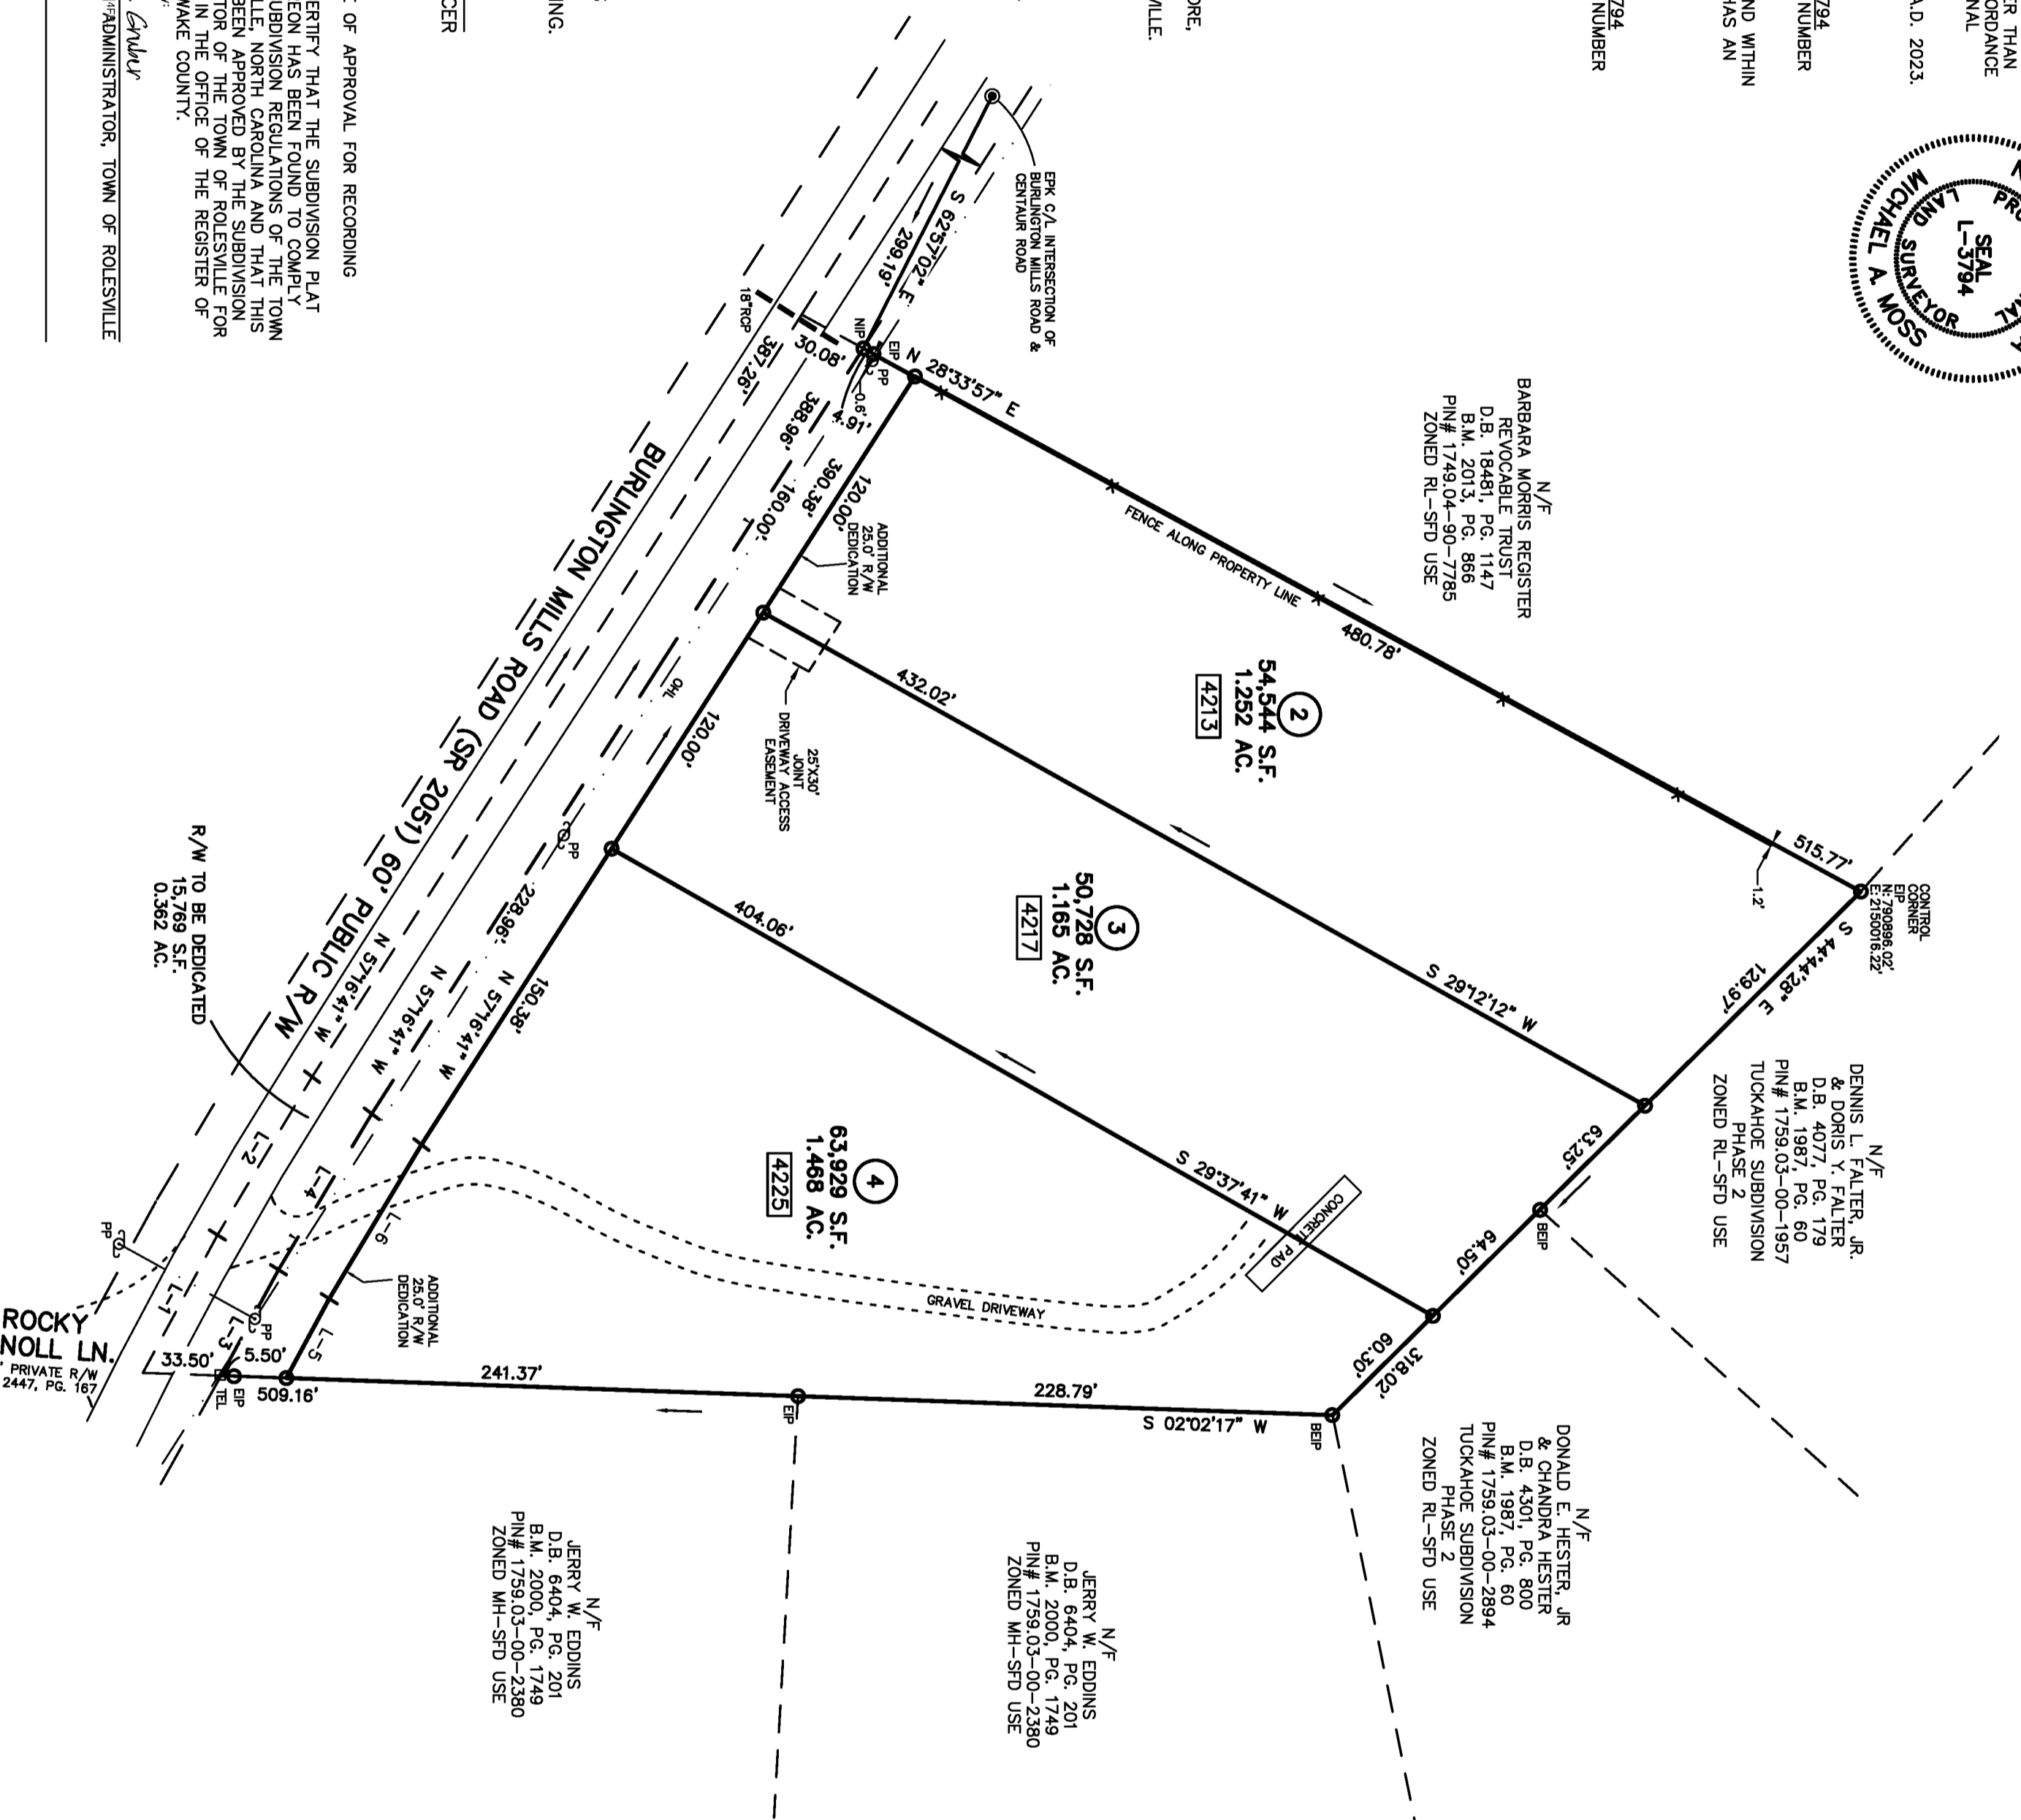 ER THAN
ORDANCE
NAL
A.D. 2023.
794
NUMBER
ND WITHIN
HAS AN
794
NUMBER
ORE,
VILLE.
NG.
CER
SEAL
L-3794
LAND SURVEYOR
MICHAEL A. MOSS
E OF APPROVAL FOR RECORDING
ERTIFY THAT THE SUBDIVISION PLAT
EON HAS BEEN FOUND TO COMPLY
UBDIVISION REGULATIONS OF THE TOWN
LLE, NORTH CAROLINA AND THAT THIS
BEEN APPROVED BY THE SUBDIVISION
TOR OF THE TOWN OF ROLESVILLE FOR
IN THE OFFICE OF THE REGISTER OF
WAKE COUNTY.
Gruber
ADMINISTRATOR, TOWN OF ROLESVILLE
EPK C/L INTERSECTION OF
BURLINGTON MILLS ROAD &
CENTAUR ROAD
S 62°57'02" E
299.19'
18"RCP
NIP
EIP
PP
30.08'
0.6'
4.91'
N 28°33'57" E
FENCE ALONG PROPERTY LINE
480.78'
515.77'
1.2'
N/F
BARBARA MORRIS REGISTER
REVOCABLE TRUST
D.B. 18481, PG. 1147
B.M. 2013, PG. 866
PIN# 1749.04-90-7785
ZONED RL-SFD USE
CONTROL
CORNER
EIP
N:790896.02'
E:2150016.22'
S 44°44'28" E
129.97'
N/F
DENNIS L. FALTER, JR.
& DORIS Y. FALTER
D.B. 4077, PG. 179
B.M. 1987, PG. 60
PIN# 1759.03-00-1957
TUCKAHOE SUBDIVISION
PHASE 2
ZONED RL-SFD USE
2
54,544 S.F.
1.252 AC.
4213
432.02'
S 29°12'12" W
387.26'
388.96'
390.38'
160.00'
120.00'
ADDITIONAL
25.0' R/W
DEDICATION
25'X30'
JOINT
DRIVEWAY ACCESS
EASEMENT
OHL
120.00'
3
50,728 S.F.
1.165 AC.
4217
404.06'
S 29°37'41" W
63.25'
BEIP
64.50'
60.30'
318.02'
BURLINGTON MILLS ROAD (SR 2051) 60' PUBLIC R/W
PP
228.96'
150.38'
N 57°16'41" W
N 57°16'41" W
N 57°16'41" W
R/W TO BE DEDICATED
15,769 S.F.
0.362 AC.
4
63,929 S.F.
1.468 AC.
4225
CONCRETE PAD
GRAVEL DRIVEWAY
L-2
L-4
L-6
L-1
L-3
L-5
PP
PP
ADDITIONAL
25.0' R/W
DEDICATION
ROCKY
NOLL LN.
' PRIVATE R/W
2447, PG. 167
33.50'
5.50'
TEL
EIP
509.16'
241.37'
EIP
228.79'
S 02°02'17" W
BEIP
N/F
DONALD E. HESTER, JR
& CHANDRA HESTER
D.B. 4301, PG. 800
B.M. 1987, PG. 60
PIN# 1759.03-00-2894
TUCKAHOE SUBDIVISION
PHASE 2
ZONED RL-SFD USE
N/F
JERRY W. EDDINS
D.B. 6404, PG. 201
B.M. 2000, PG. 1749
PIN# 1759.03-00-2380
ZONED MH-SFD USE
N/F
JERRY W. EDDINS
D.B. 6404, PG. 201
B.M. 2000, PG. 1749
PIN# 1759.03-00-2380
ZONED MH-SFD USE